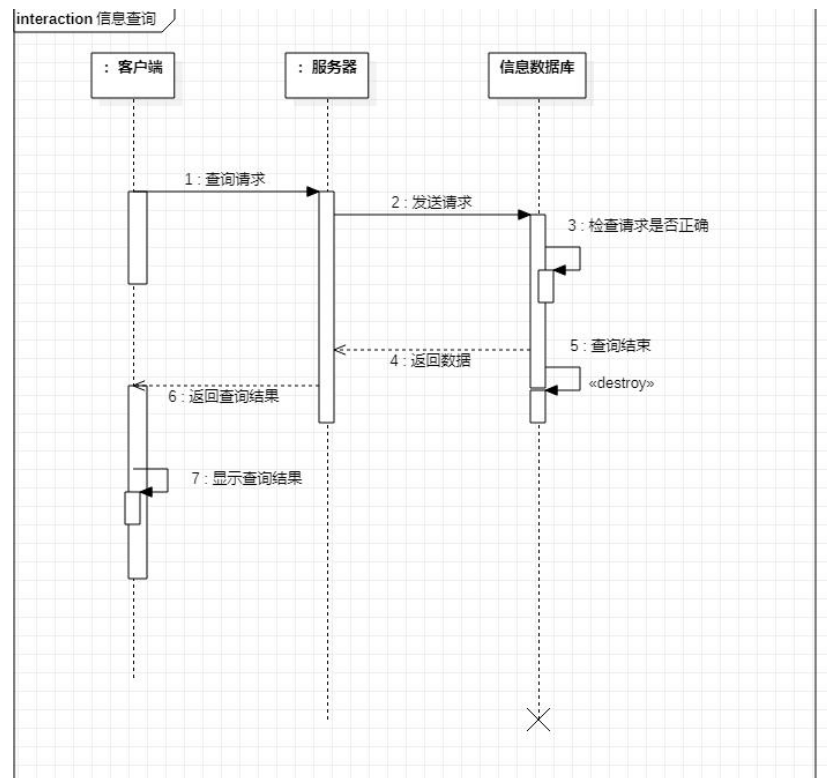 interaction 信息查询
: 客户端
: 服务器
信息数据库
1 : 查询请求
2 : 发送请求
3 : 检查请求是否正确
5 : 查询结束
4 : 返回数据
«destroy»
6 : 返回查询结果
7 : 显示查询结果